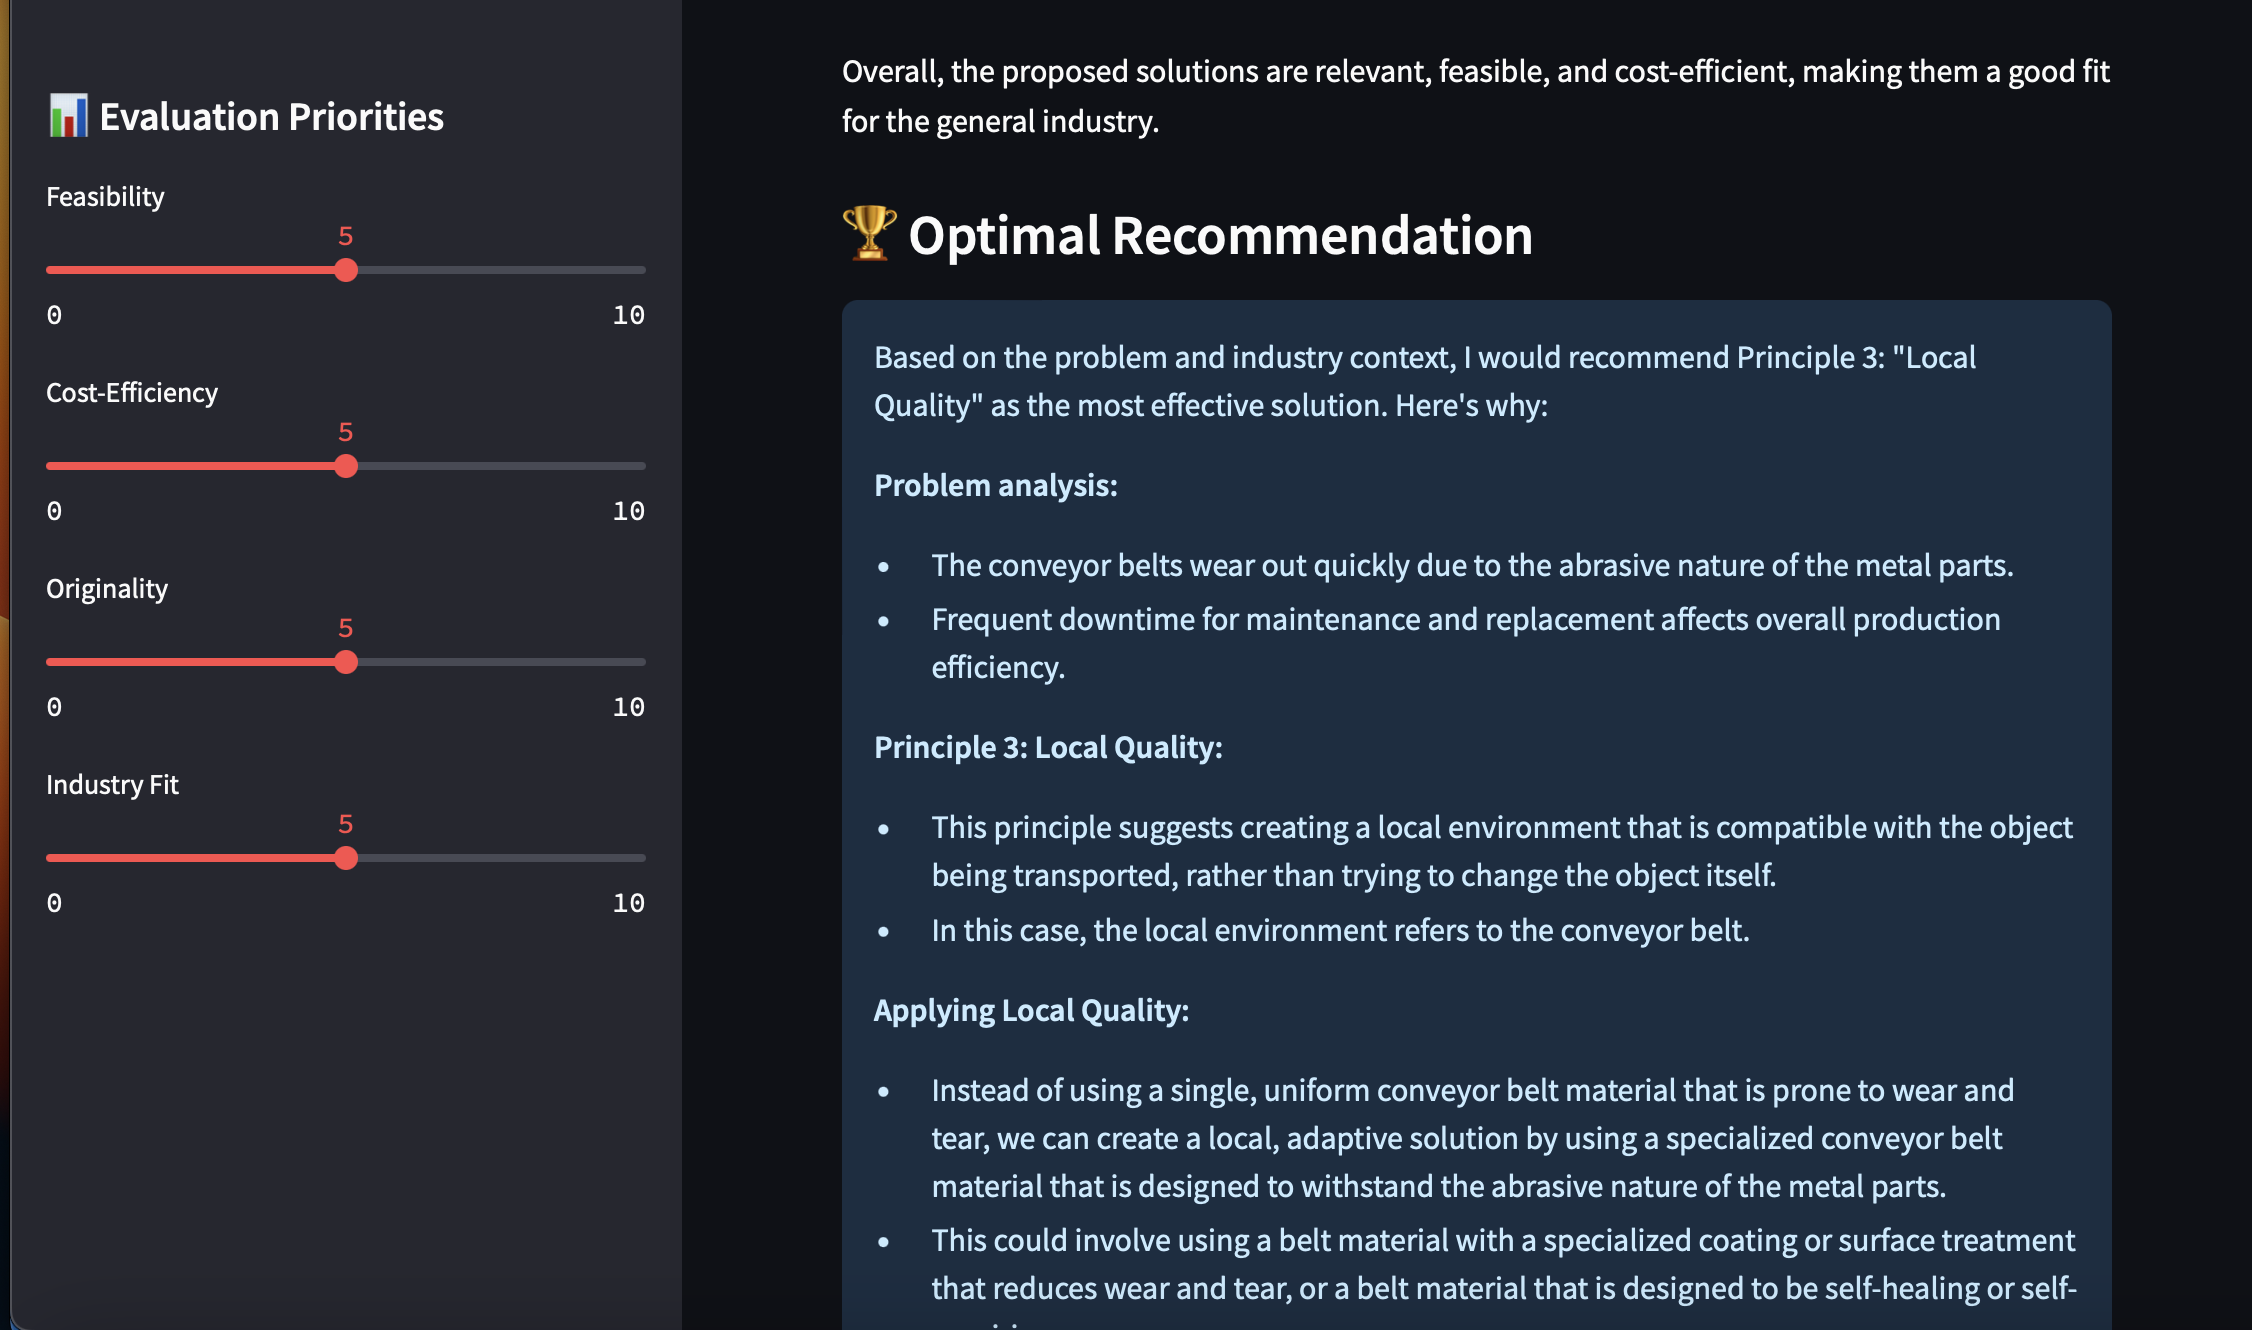 Evaluation Priorities
Feasibility
5
0 10
Cost-Efficiency
5
0 10
Originality
5
0 10
Industry Fit
5
0 10
Overall, the proposed solutions are relevant, feasible, and cost-efficient, making them a good fit
for the general industry.
Optimal Recommendation
Based on the problem and industry context, I would recommend Principle 3: "Local
Quality" as the most effective solution. Here's why:
Problem analysis:
• The conveyor belts wear out quickly due to the abrasive nature of the metal parts.
• Frequent downtime for maintenance and replacement affects overall production
efficiency.
Principle 3: Local Quality:
• This principle suggests creating a local environment that is compatible with the object
being transported, rather than trying to change the object itself.
• In this case, the local environment refers to the conveyor belt.
Applying Local Quality:
• Instead of using a single, uniform conveyor belt material that is prone to wear and
tear, we can create a local, adaptive solution by using a specialized conveyor belt
material that is designed to withstand the abrasive nature of the metal parts.
• This could involve using a belt material with a specialized coating or surface treatment
that reduces wear and tear, or a belt material that is designed to be self-healing or self-